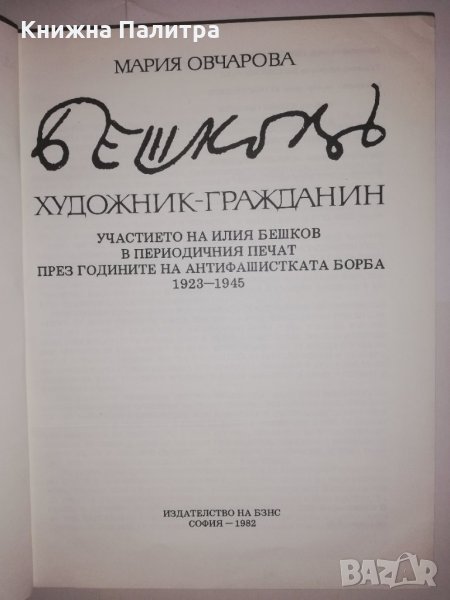 Книжна Палитра
МАРИЯ ОВЧАРОВА
БЕШКОВЪ
ХУДОЖНИК-ГРАЖДАНИН
УЧАСТИЕТО НА ИЛИЯ БЕШКОВ
В ПЕРИОДИЧНИЯ ПЕЧАТ
ПРЕЗ ГОДИНИТЕ НА АНТИФАШИСТКАТА БОРБА
1923—1945
ИЗДАТЕЛСТВО НА БЗНС
СОФИЯ — 1982
BAZAR